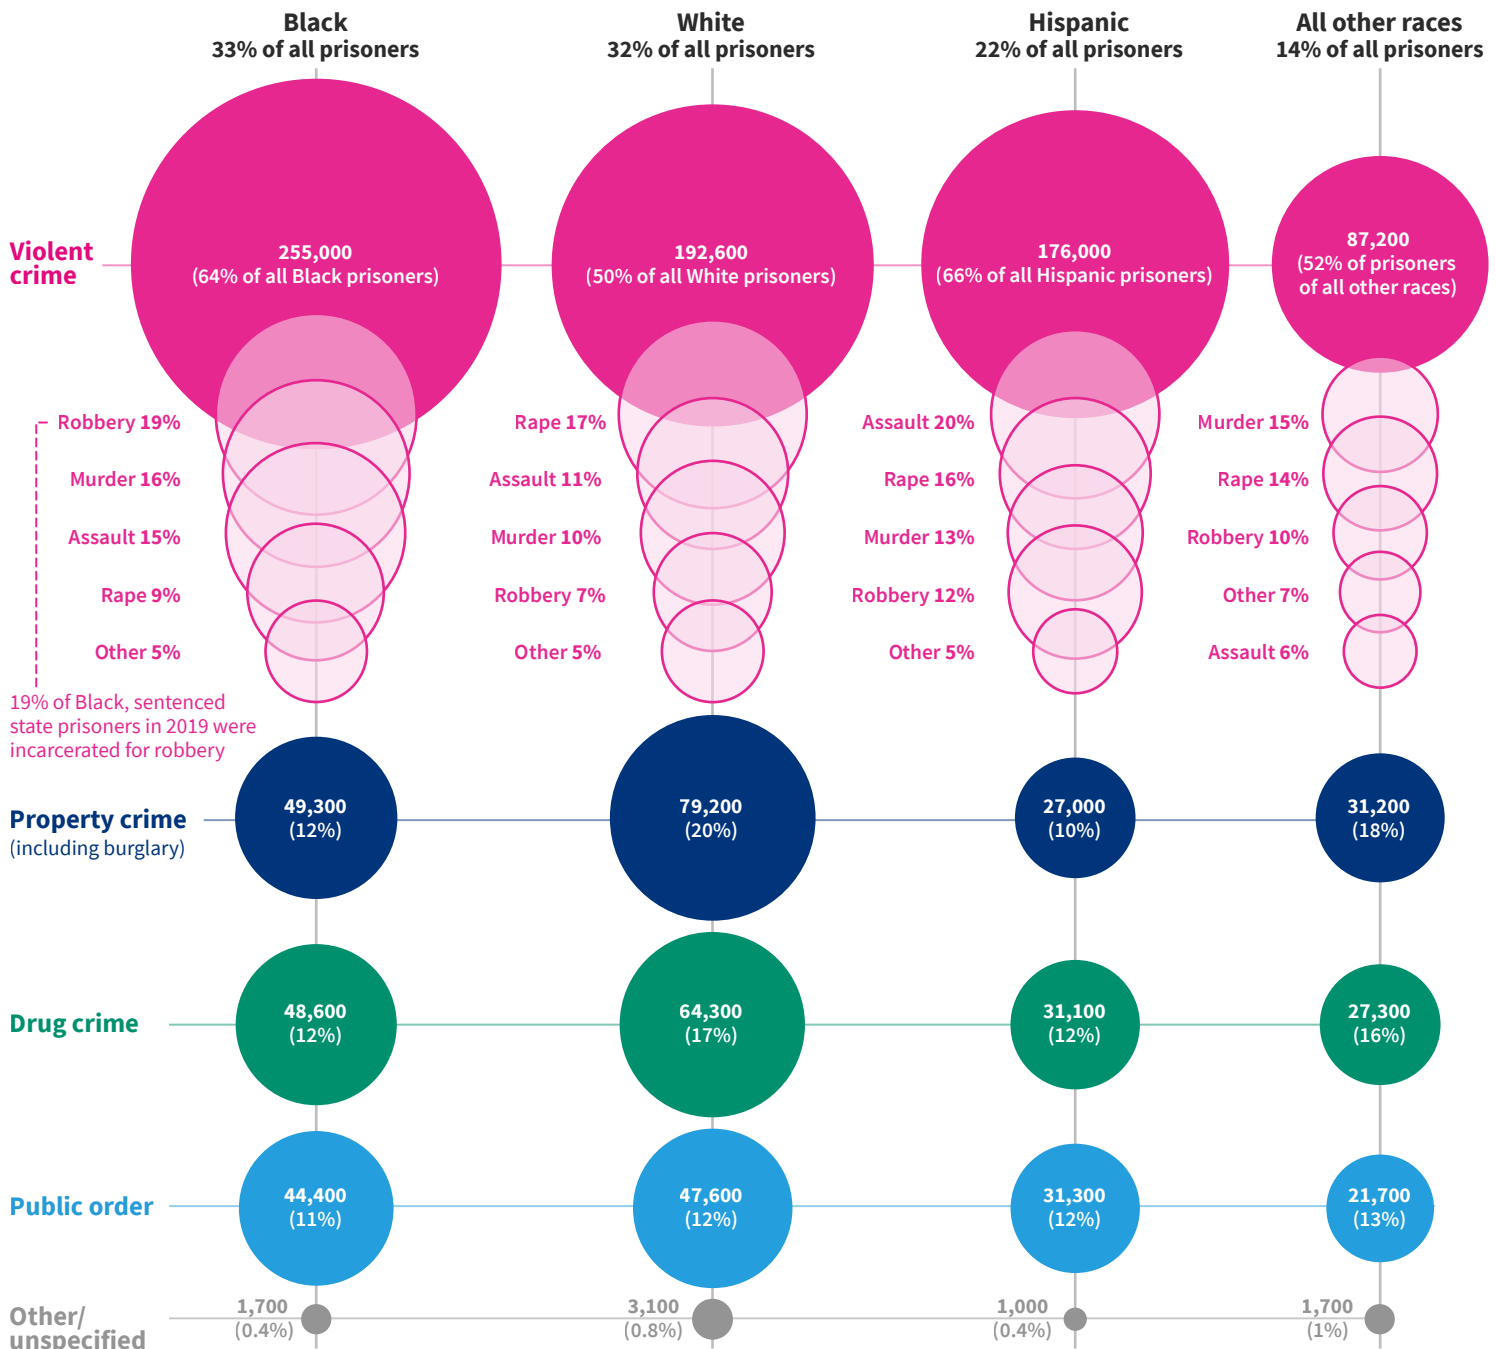 Black
33% of all prisoners
White
32% of all prisoners
Hispanic
22% of all prisoners
All other races
14% of all prisoners
Violent
crime
255,000
(64% of all Black prisoners)
192,600
(50% of all White prisoners)
176,000
(66% of all Hispanic prisoners)
87,200
(52% of prisoners
of all other races)
Robbery 19%
Murder 16%
Assault 15%
Rape 9%
Other 5%
Rape 17%
Assault 11%
Murder 10%
Robbery 7%
Other 5%
Assault 20%
Rape 16%
Murder 13%
Robbery 12%
Other 5%
Murder 15%
Rape 14%
Robbery 10%
Other 7%
Assault 6%
19% of Black, sentenced
state prisoners in 2019 were
incarcerated for robbery
Property crime
(including burglary)
49,300
(12%)
79,200
(20%)
27,000
(10%)
31,200
(18%)
Drug crime
48,600
(12%)
64,300
(17%)
31,100
(12%)
27,300
(16%)
Public order
44,400
(11%)
47,600
(12%)
31,300
(12%)
21,700
(13%)
Other/
unspecified
1,700
(0.4%)
3,100
(0.8%)
1,000
(0.4%)
1,700
(1%)